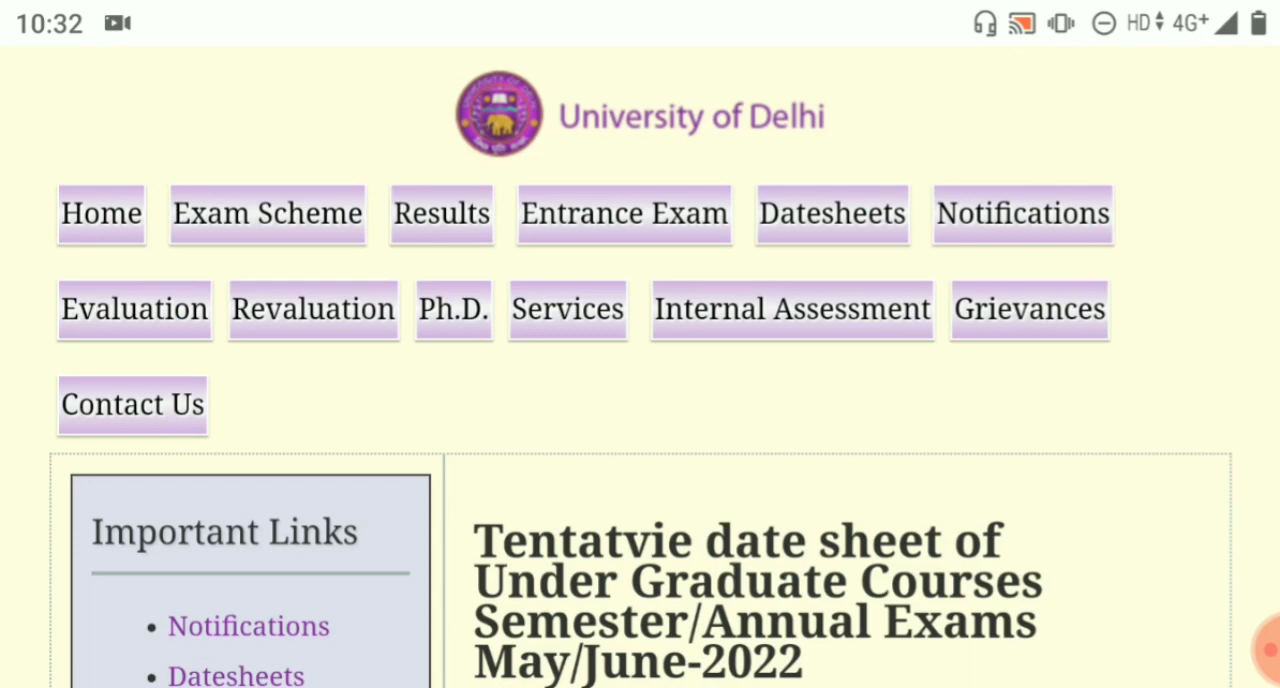 10:32 HD 4G+
University of Delhi
Home Exam Scheme Results Entrance Exam Datesheets Notifications
Evaluation Revaluation Ph.D. Services Internal Assessment Grievances
Contact Us
Important Links
• Notifications
• Datesheets
Tentatvie date sheet of
Under Graduate Courses
Semester/Annual Exams
May/June-2022